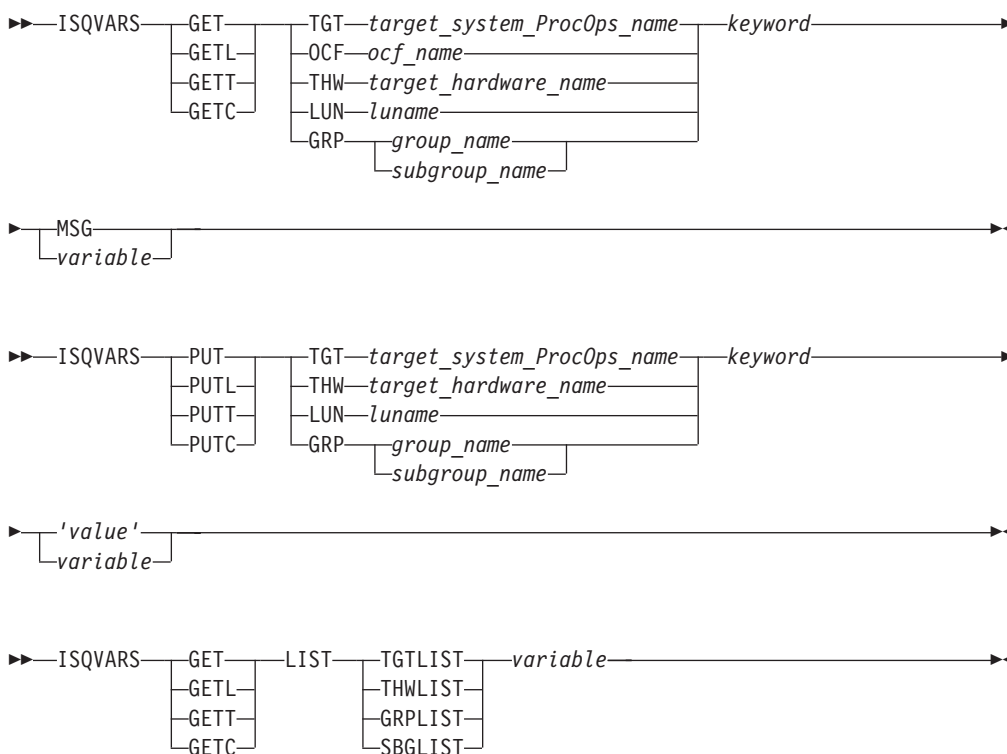 ISQVARS GET TGT target_system_ProcOps_name keyword
GETL OCF ocf_name
GETT THW target_hardware_name
GETC LUN luname
GRP group_name
subgroup_name
MSG
variable
ISQVARS PUT TGT target_system_ProcOps_name keyword
PUTL THW target_hardware_name
PUTT LUN luname
PUTC GRP group_name
subgroup_name
'value'
variable
ISQVARS GET LIST TGTLIST variable
GETL THWLIST
GETT GRPLIST
GETC SBGLIST